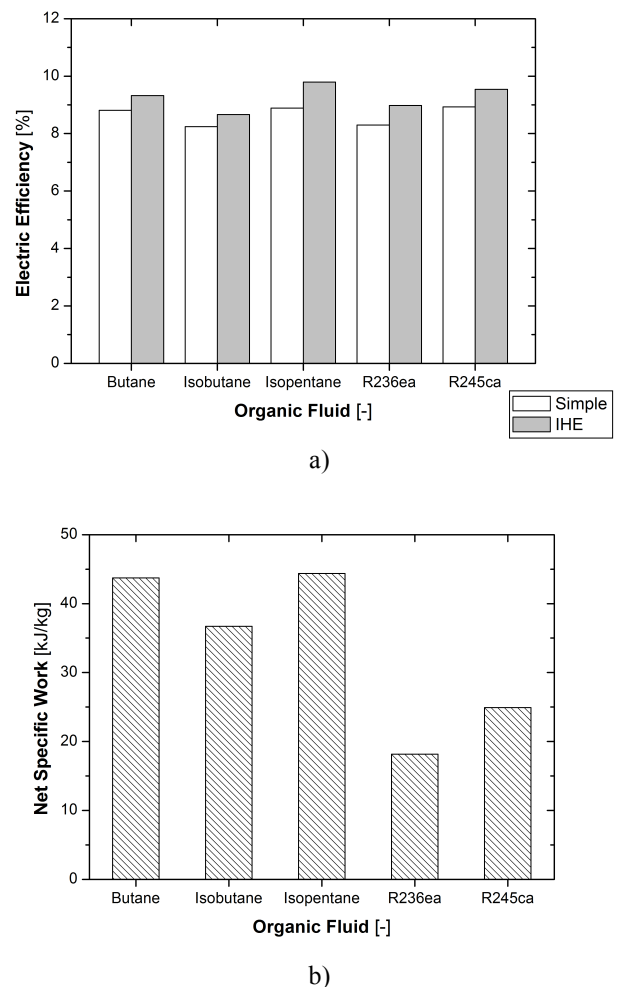 12
10
8
6
4
2
0
Electric Efficiency [%]
Butane Isobutane Isopentane R236ea R245ca
Organic Fluid [-]
Simple
IHE
a)
50
40
30
20
10
0
Net Specific Work [kJ/kg]
Butane Isobutane Isopentane R236ea R245ca
Organic Fluid [-]
b)